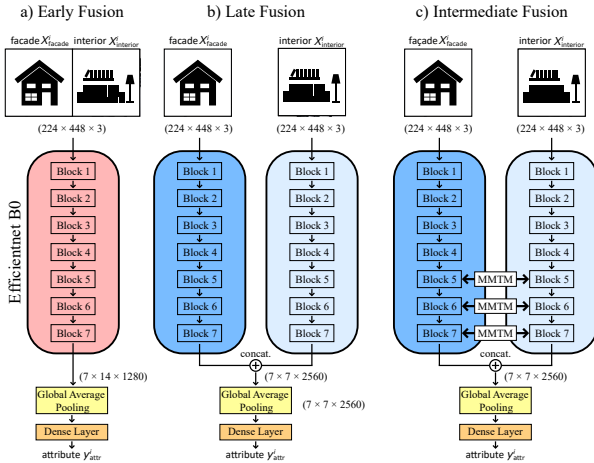 a) Early Fusion
facade X^i_facade interior X^i_interior
(224 × 448 × 3)
Efficientnet B0
Block 1
Block 2
Block 3
Block 4
Block 5
Block 6
Block 7
(7 × 14 × 1280)
Global Average
Pooling
Dense Layer
attribute y^i_attr
b) Late Fusion
facade X^i_facade
interior X^i_interior
(224 × 448 × 3)
(224 × 448 × 3)
Block 1
Block 2
Block 3
Block 4
Block 5
Block 6
Block 7
Block 1
Block 2
Block 3
Block 4
Block 5
Block 6
Block 7
concat.
(7 × 7 × 2560)
Global Average
Pooling
(7 × 7 × 2560)
Dense Layer
attribute y^i_attr
c) Intermediate Fusion
façade X^i_facade
interior X^i_interior
(224 × 448 × 3)
(224 × 448 × 3)
Block 1
Block 2
Block 3
Block 4
Block 5
Block 6
Block 7
MMTM
MMTM
MMTM
Block 1
Block 2
Block 3
Block 4
Block 5
Block 6
Block 7
concat.
(7 × 7 × 2560)
Global Average
Pooling
Dense Layer
attribute y^i_attr